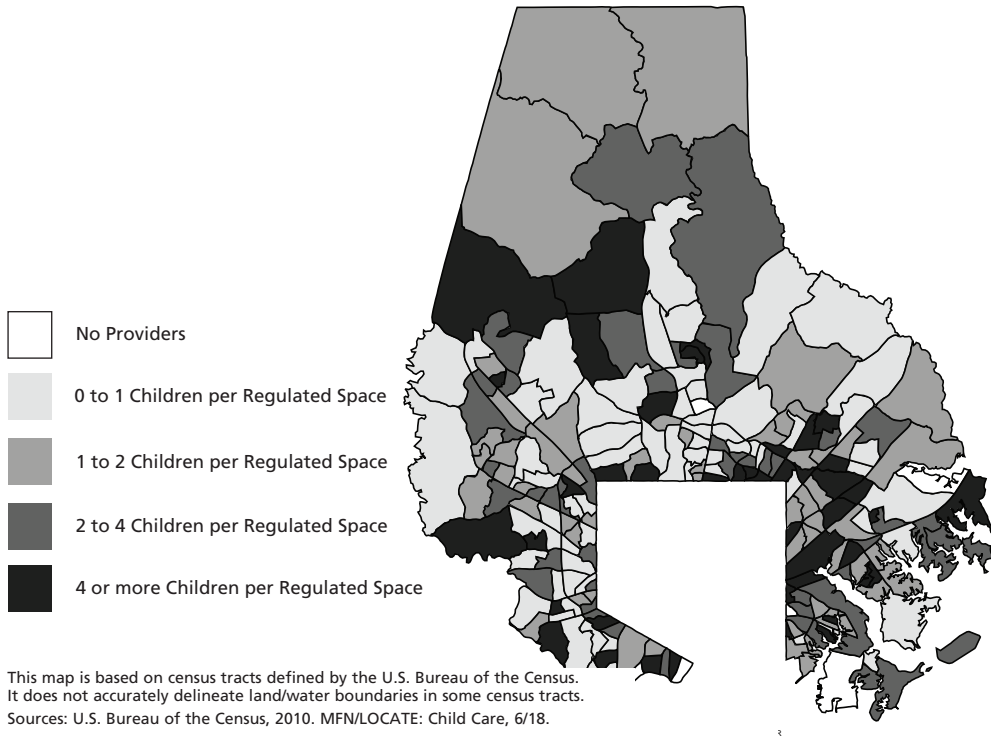 No Providers
0 to 1 Children per Regulated Space
1 to 2 Children per Regulated Space
2 to 4 Children per Regulated Space
4 or more Children per Regulated Space
This map is based on census tracts defined by the U.S. Bureau of the Census.
It does not accurately delineate land/water boundaries in some census tracts.
Sources: U.S. Bureau of the Census, 2010. MFN/LOCATE: Child Care, 6/18.